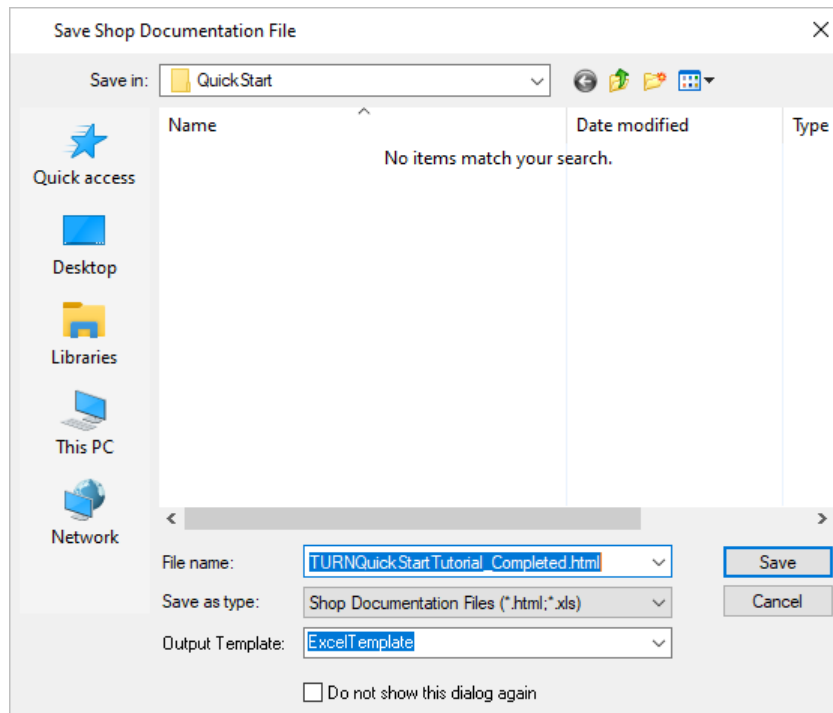 Save Shop Documentation File
Save in: QuickStart
Name Date modified Type
No items match your search.
Quick access
Desktop
Libraries
This PC
Network
File name: TURNQuickStartTutorial_Completed.html Save
Save as type: Shop Documentation Files (*.html;*.xls) Cancel
Output Template: ExcelTemplate
Do not show this dialog again